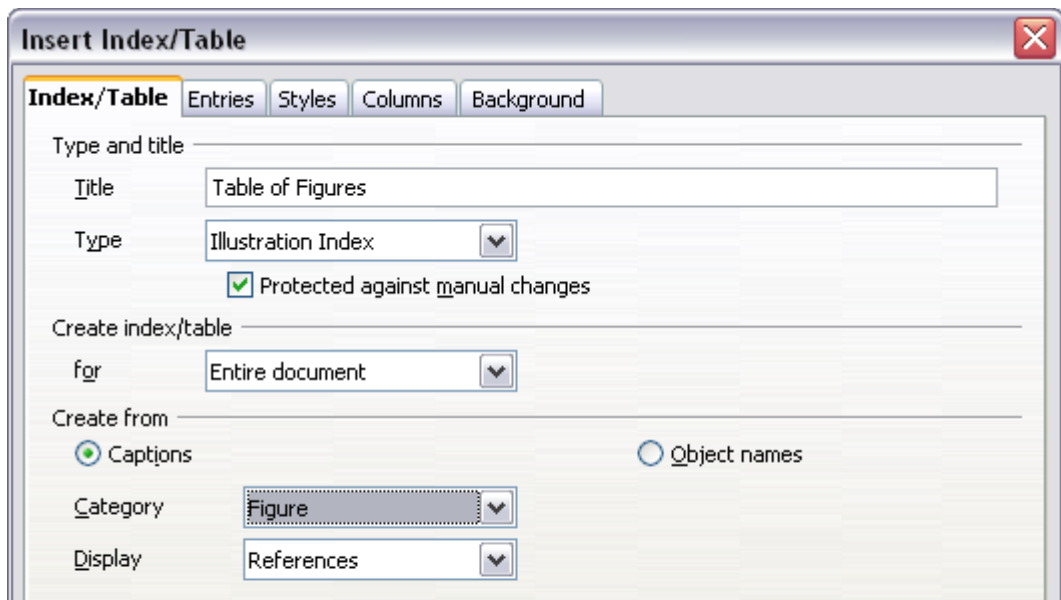 Insert Index/Table
Index/Table Entries Styles Columns Background
Type and title
Title Table of Figures
Type Illustration Index
Protected against manual changes
Create index/table
for Entire document
Create from
Captions Object names
Category Figure
Display References